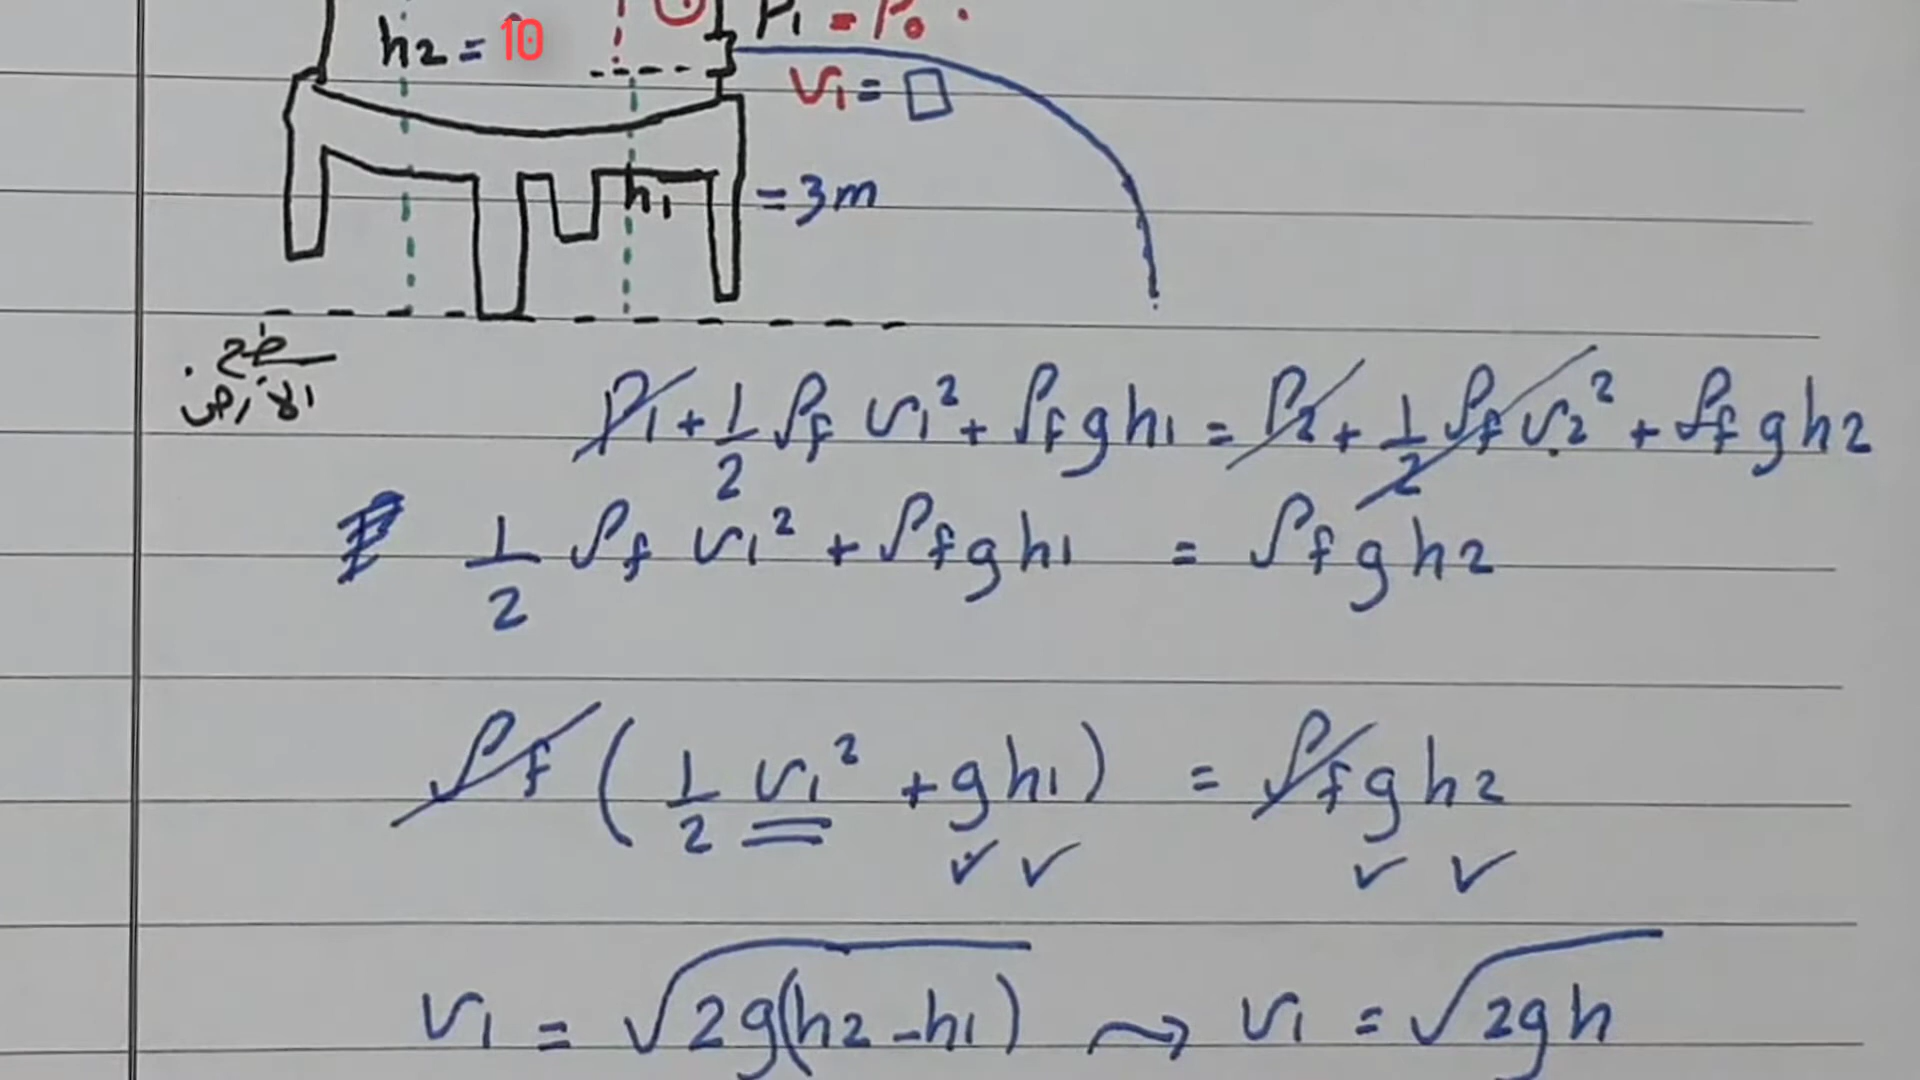 h2 = 10
P1 = P0 .
V1 = □
h1 = 3m
سطح
الأرض
P1 + 1/2 ρf v1² + ρf g h1 = P2 + 1/2 ρf v2² + ρf g h2
1/2 ρf v1² + ρf g h1 = ρf g h2
ρf ( 1/2 v1² + g h1 ) = ρf g h2
✓ ✓ ✓ ✓
v1 = √2g(h2 - h1) ⇝ v1 = √2gh